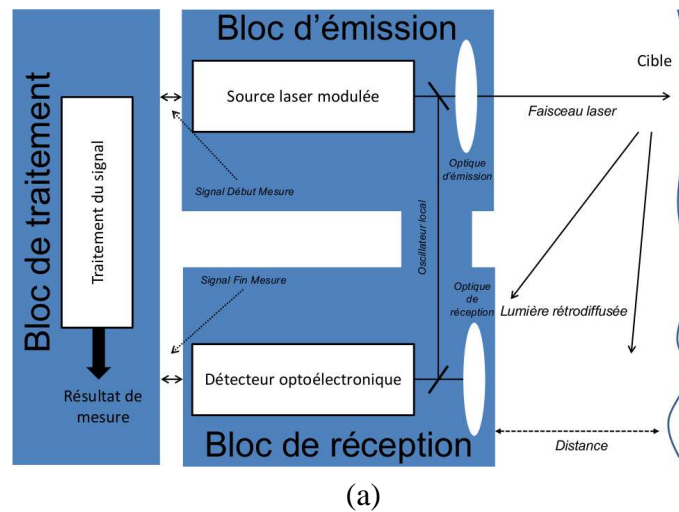 Bloc d'émission
Cible
Source laser modulée
Faisceau laser
Optique
d'émission
Signal Début Mesure
Bloc de traitement
Traitement du signal
Oscillateur local
Signal Fin Mesure
Optique
de
réception
Lumière rétrodiffusée
Résultat de
mesure
Détecteur optoélectronique
Bloc de réception
Distance
(a)